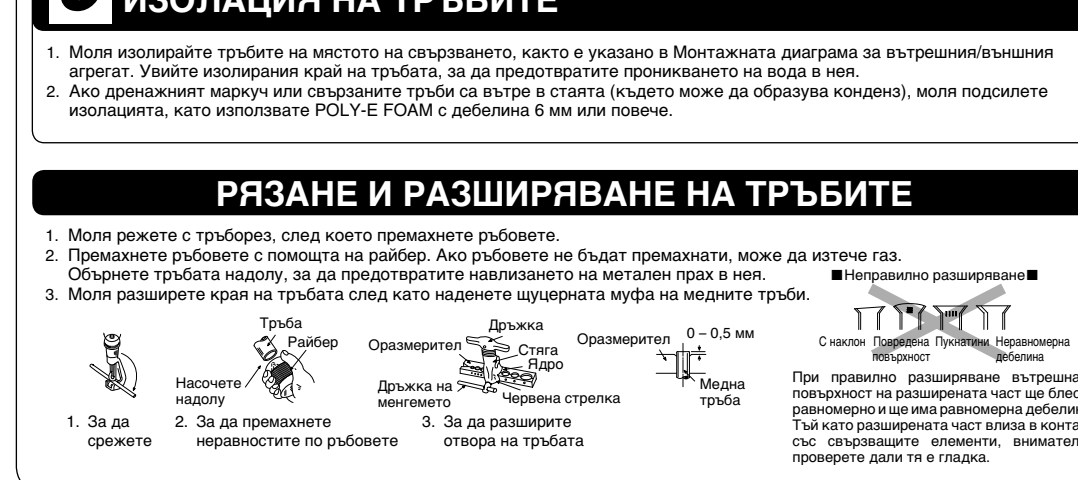 ИЗОЛАЦИЯ НА ТРЪБИТЕ
1. Моля изолирайте тръбите на мястото на свързването, както е указано в Монтажната диаграма за вътрешния/външния
агрегат. Увийте изолирания край на тръбата, за да предотвратите проникването на вода в нея.
2. Ако дренажният маркуч или свързаните тръби са вътре в стаята (където може да образува конденз), моля подсилете
изолацията, като използвате POLY-E FOAM с дебелина 6 мм или повече.
РЯЗАНЕ И РАЗШИРЯВАНЕ НА ТРЪБИТЕ
1. Моля режете с тръборез, след което премахнете ръбовете.
2. Премахнете ръбовете с помощта на райбер. Ако ръбовете не бъдат премахнати, може да изтече газ.
Обърнете тръбата надолу, за да предотвратите навлизането на метален прах в нея.
3. Моля разширете края на тръбата след като наденете щуцерната муфа на медните тръби.
Тръба
Райбер
Насочете
надолу
1. За да
срежете
2. За да премахнете
неравностите по ръбовете
Дръжка
Оразмерител
Стяга
Ядро
Дръжка на
менгемето
Червена стрелка
3. За да разширите
отвора на тръбата
Оразмерител
0 – 0,5 мм
Медна
тръба
■Неправилно разширяване■
С наклон Повредена Пукнатини Неравномерна
повърхност дебелина
При правилно разширяване вътрешна
повърхност на разширената част ще блес
равномерно и ще има равномерна дебелин
Тъй като разширената част влиза в конта
със свързващите елементи, внимател
проверете дали тя е гладка.